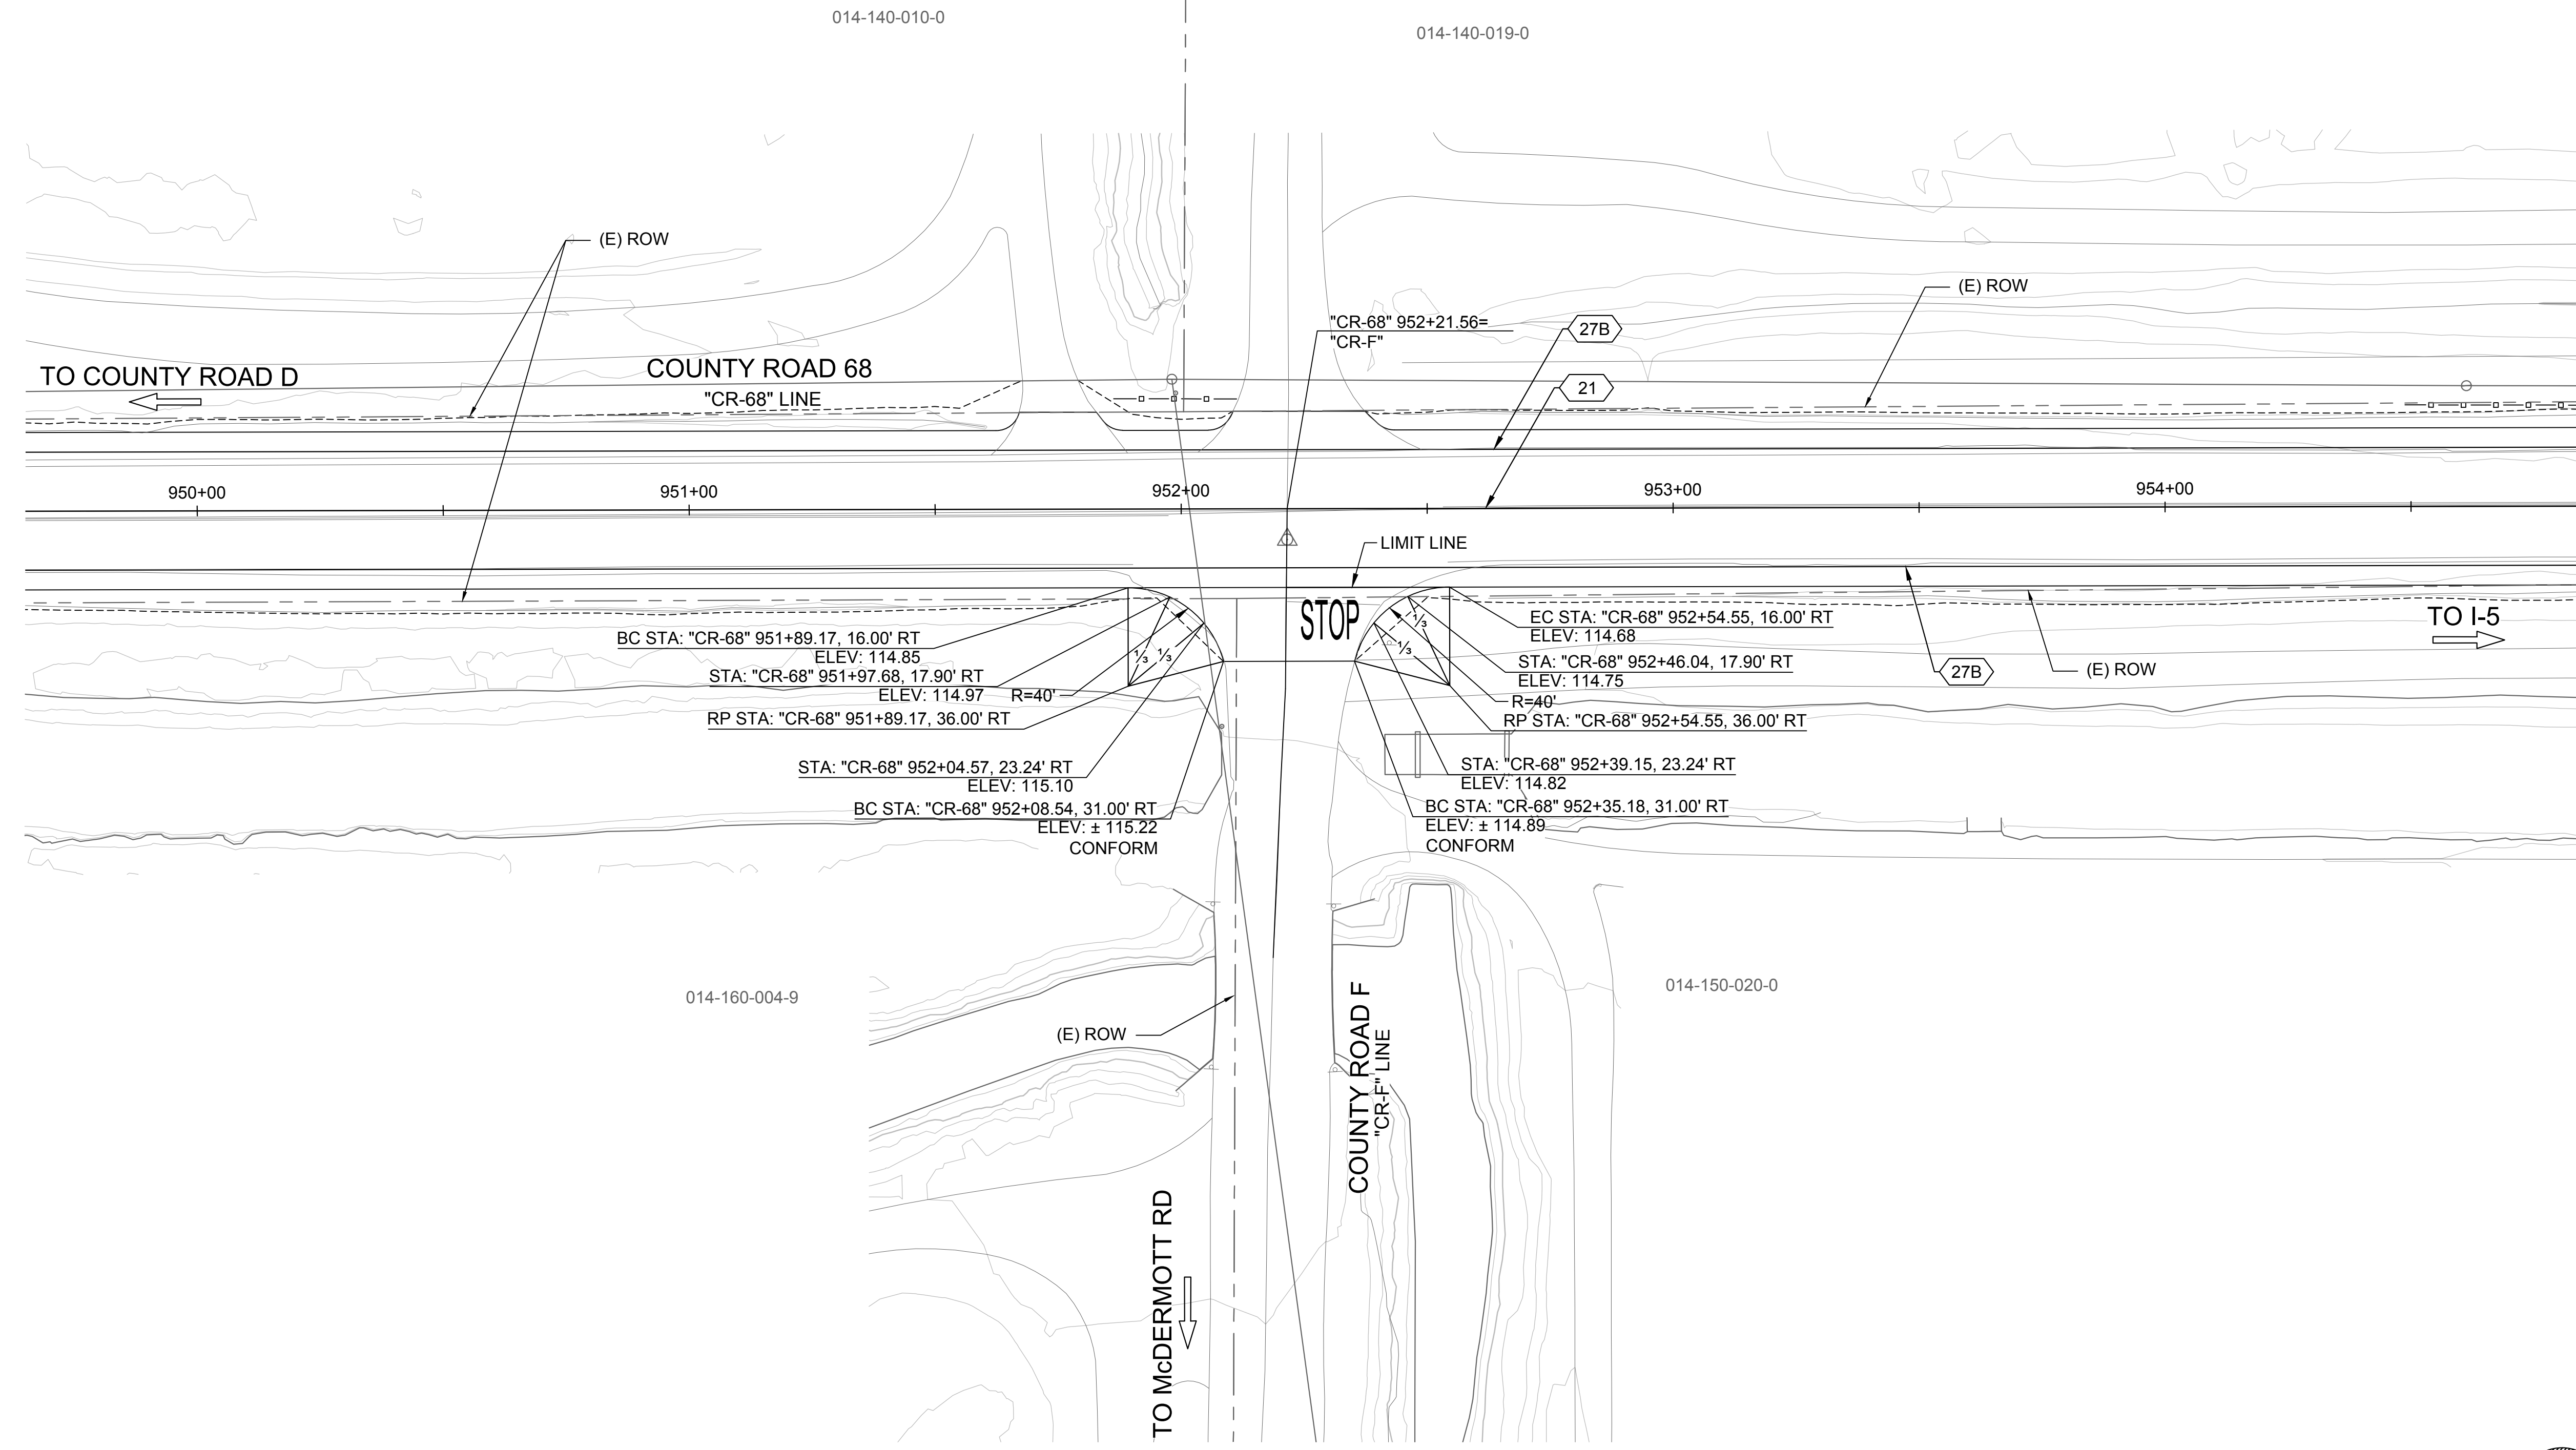 014-140-010-0
014-140-019-0
(E) ROW
(E) ROW
"CR-68" 952+21.56=
"CR-F"
27B
21
TO COUNTY ROAD D
COUNTY ROAD 68
"CR-68" LINE
950+00
951+00
952+00
953+00
954+00
LIMIT LINE
STOP
BC STA: "CR-68" 951+89.17, 16.00' RT
ELEV: 114.85
STA: "CR-68" 951+97.68, 17.90' RT
ELEV: 114.97
R=40'
RP STA: "CR-68" 951+89.17, 36.00' RT
STA: "CR-68" 952+04.57, 23.24' RT
ELEV: 115.10
BC STA: "CR-68" 952+08.54, 31.00' RT
ELEV: ± 115.22
CONFORM
⅓
⅓
⅓
⅓
EC STA: "CR-68" 952+54.55, 16.00' RT
ELEV: 114.68
STA: "CR-68" 952+46.04, 17.90' RT
ELEV: 114.75
R=40'
RP STA: "CR-68" 952+54.55, 36.00' RT
STA: "CR-68" 952+39.15, 23.24' RT
ELEV: 114.82
BC STA: "CR-68" 952+35.18, 31.00' RT
ELEV: ± 114.89
CONFORM
TO I-5
27B
(E) ROW
014-160-004-9
014-150-020-0
(E) ROW
COUNTY ROAD F
"CR-F" LINE
TO McDERMOTT RD